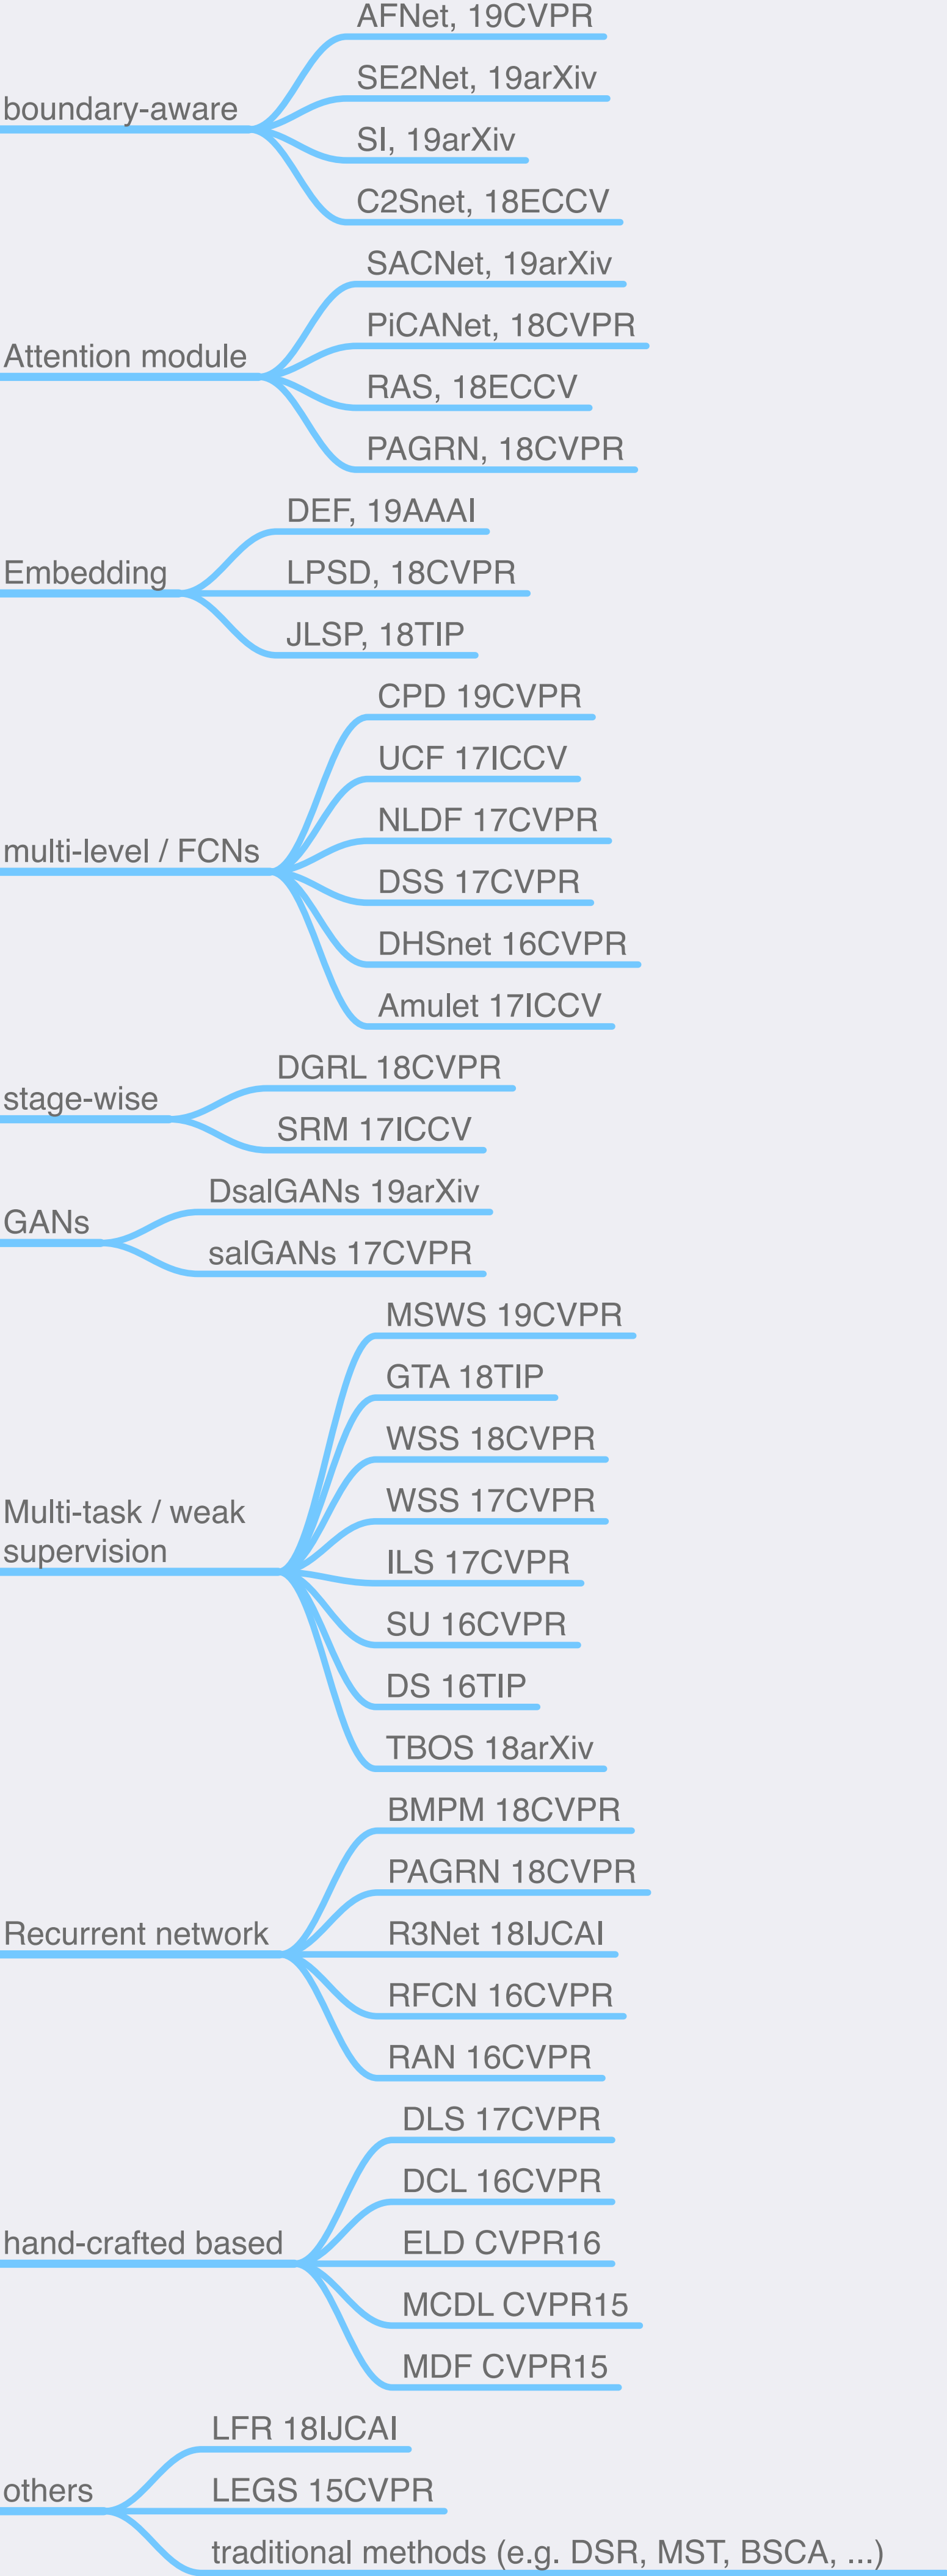 boundary-aware
AFNet, 19CVPR
SE2Net, 19arXiv
SI, 19arXiv
C2Snet, 18ECCV
Attention module
SACNet, 19arXiv
PiCANet, 18CVPR
RAS, 18ECCV
PAGRN, 18CVPR
Embedding
DEF, 19AAAI
LPSD, 18CVPR
JLSP, 18TIP
multi-level / FCNs
CPD 19CVPR
UCF 17ICCV
NLDF 17CVPR
DSS 17CVPR
DHSnet 16CVPR
Amulet 17ICCV
stage-wise
DGRL 18CVPR
SRM 17ICCV
GANs
DsalGANs 19arXiv
salGANs 17CVPR
Multi-task / weak
supervision
MSWS 19CVPR
GTA 18TIP
WSS 18CVPR
WSS 17CVPR
ILS 17CVPR
SU 16CVPR
DS 16TIP
TBOS 18arXiv
Recurrent network
BMPM 18CVPR
PAGRN 18CVPR
R3Net 18IJCAI
RFCN 16CVPR
RAN 16CVPR
hand-crafted based
DLS 17CVPR
DCL 16CVPR
ELD CVPR16
MCDL CVPR15
MDF CVPR15
others
LFR 18IJCAI
LEGS 15CVPR
traditional methods (e.g. DSR, MST, BSCA, ...)